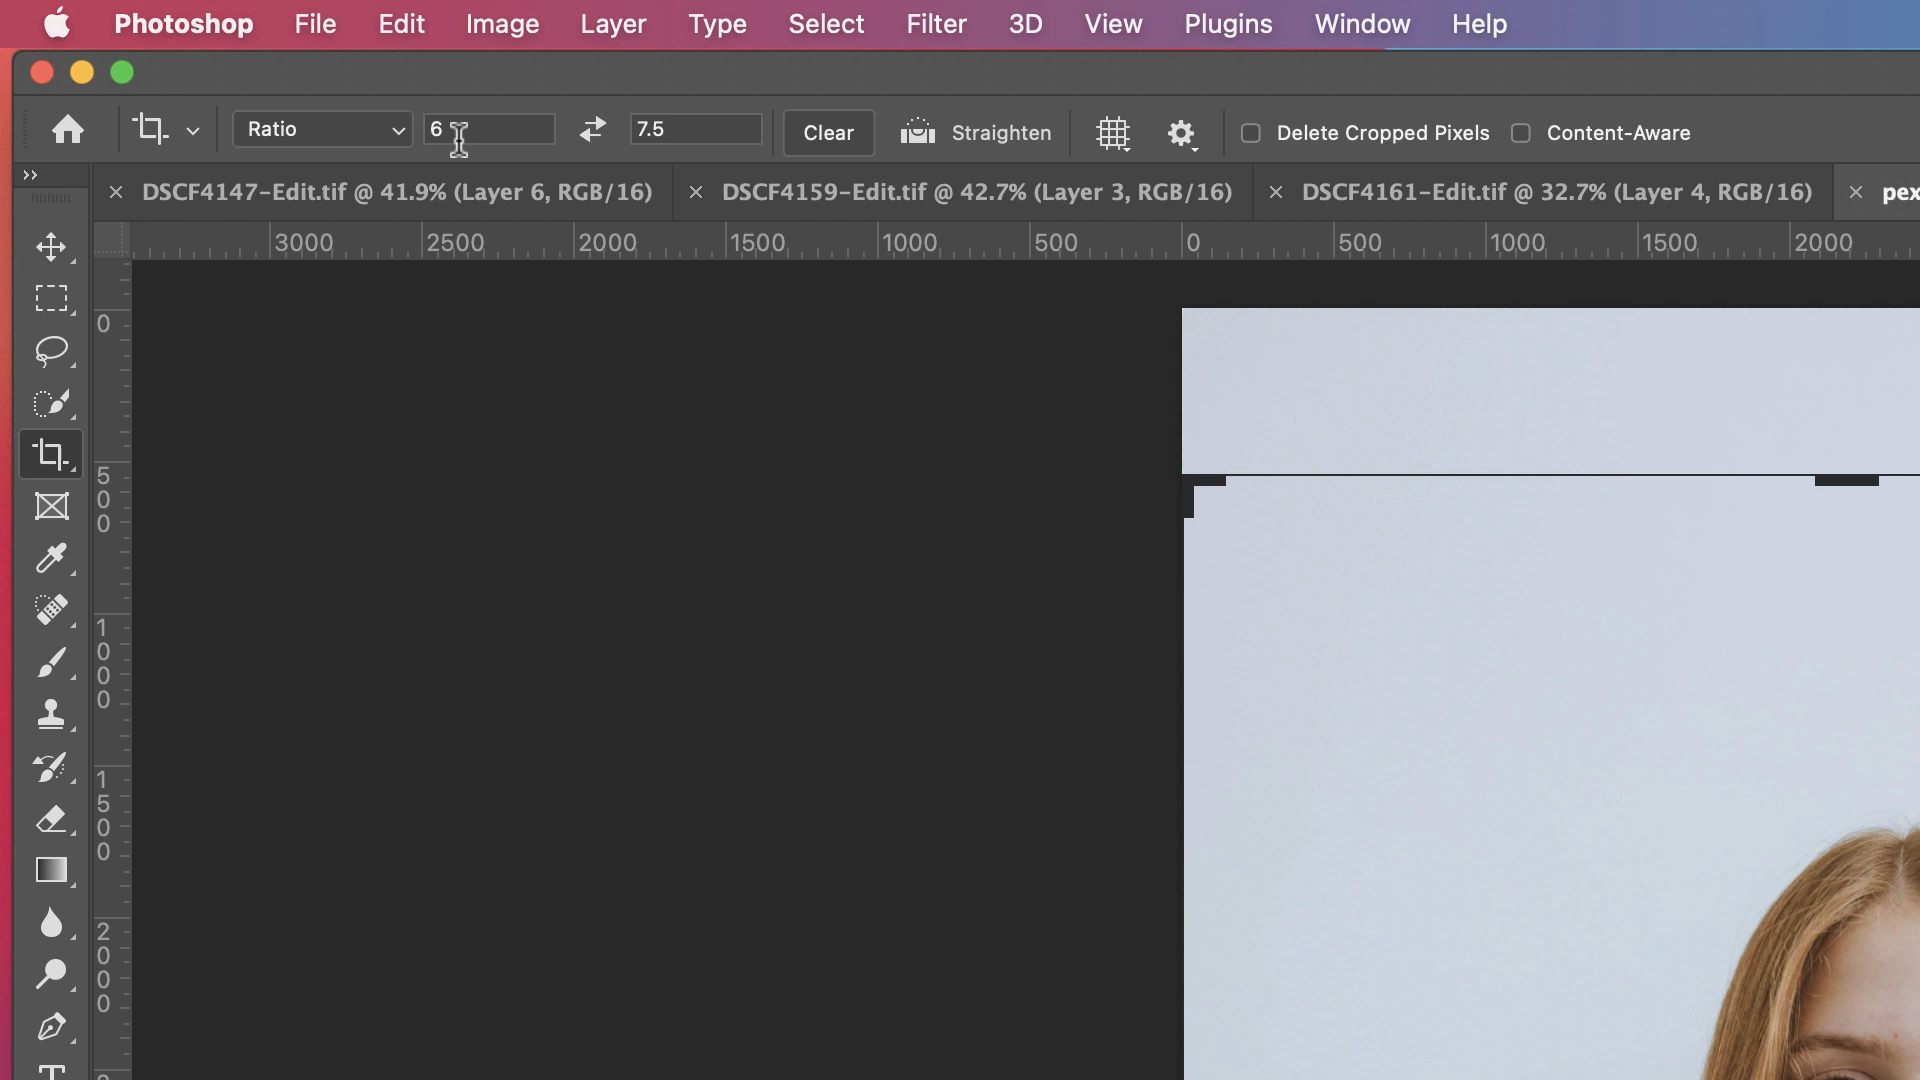 Photoshop File Edit Image Layer Type Select Filter 3D View Plugins Window Help
Ratio 6 7.5 Clear Straighten Delete Cropped Pixels Content-Aware
DSCF4147-Edit.tif @ 41.9% (Layer 6, RGB/16) DSCF4159-Edit.tif @ 42.7% (Layer 3, RGB/16) DSCF4161-Edit.tif @ 32.7% (Layer 4, RGB/16) pex
3000 2500 2000 1500 1000 500 0 500 1000 1500 2000
0
500
1000
1500
2000